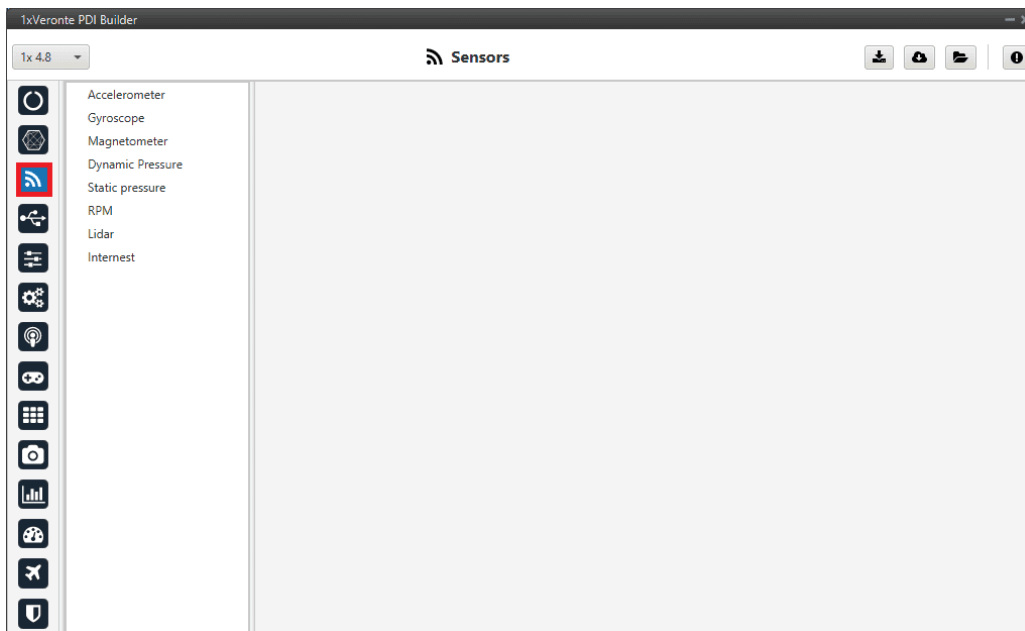 1xVeronte PDI Builder
1x 4.8
Sensors
Accelerometer
Gyroscope
Magnetometer
Dynamic Pressure
Static pressure
RPM
Lidar
Internest